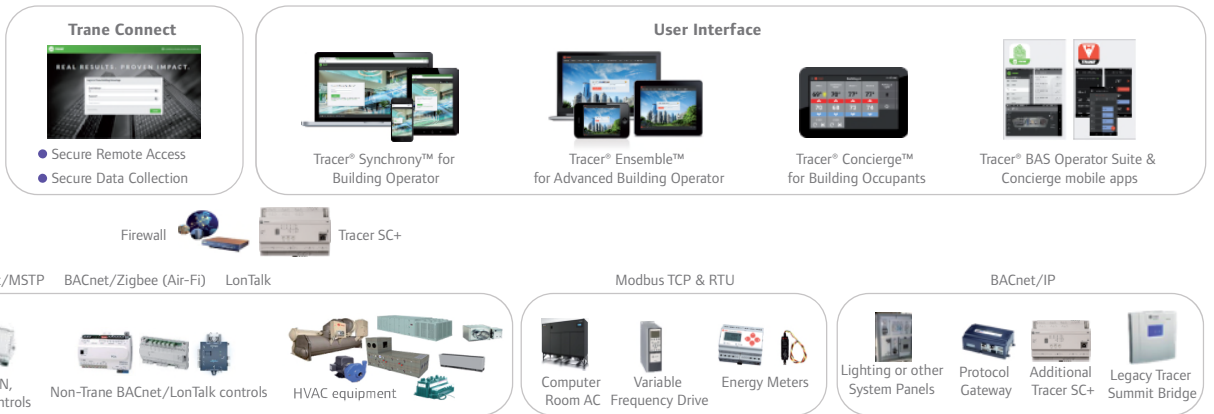 Trane Connect
REAL RESULTS. PROVEN IMPACT.
Secure Remote Access
Secure Data Collection
User Interface
Tracer® Synchrony™ for
Building Operator
Tracer® Ensemble™
for Advanced Building Operator
Tracer® Concierge™
for Building Occupants
Tracer® BAS Operator Suite &
Concierge mobile apps
Firewall
Tracer SC+
/MSTP
BACnet/Zigbee (Air-Fi)
LonTalk
Modbus TCP & RTU
BACnet/IP
N,
ntrols
Non-Trane BACnet/LonTalk controls
HVAC equipment
Computer
Room AC
Variable
Frequency Drive
Energy Meters
Lighting or other
System Panels
Protocol
Gateway
Additional
Tracer SC+
Legacy Tracer
Summit Bridge